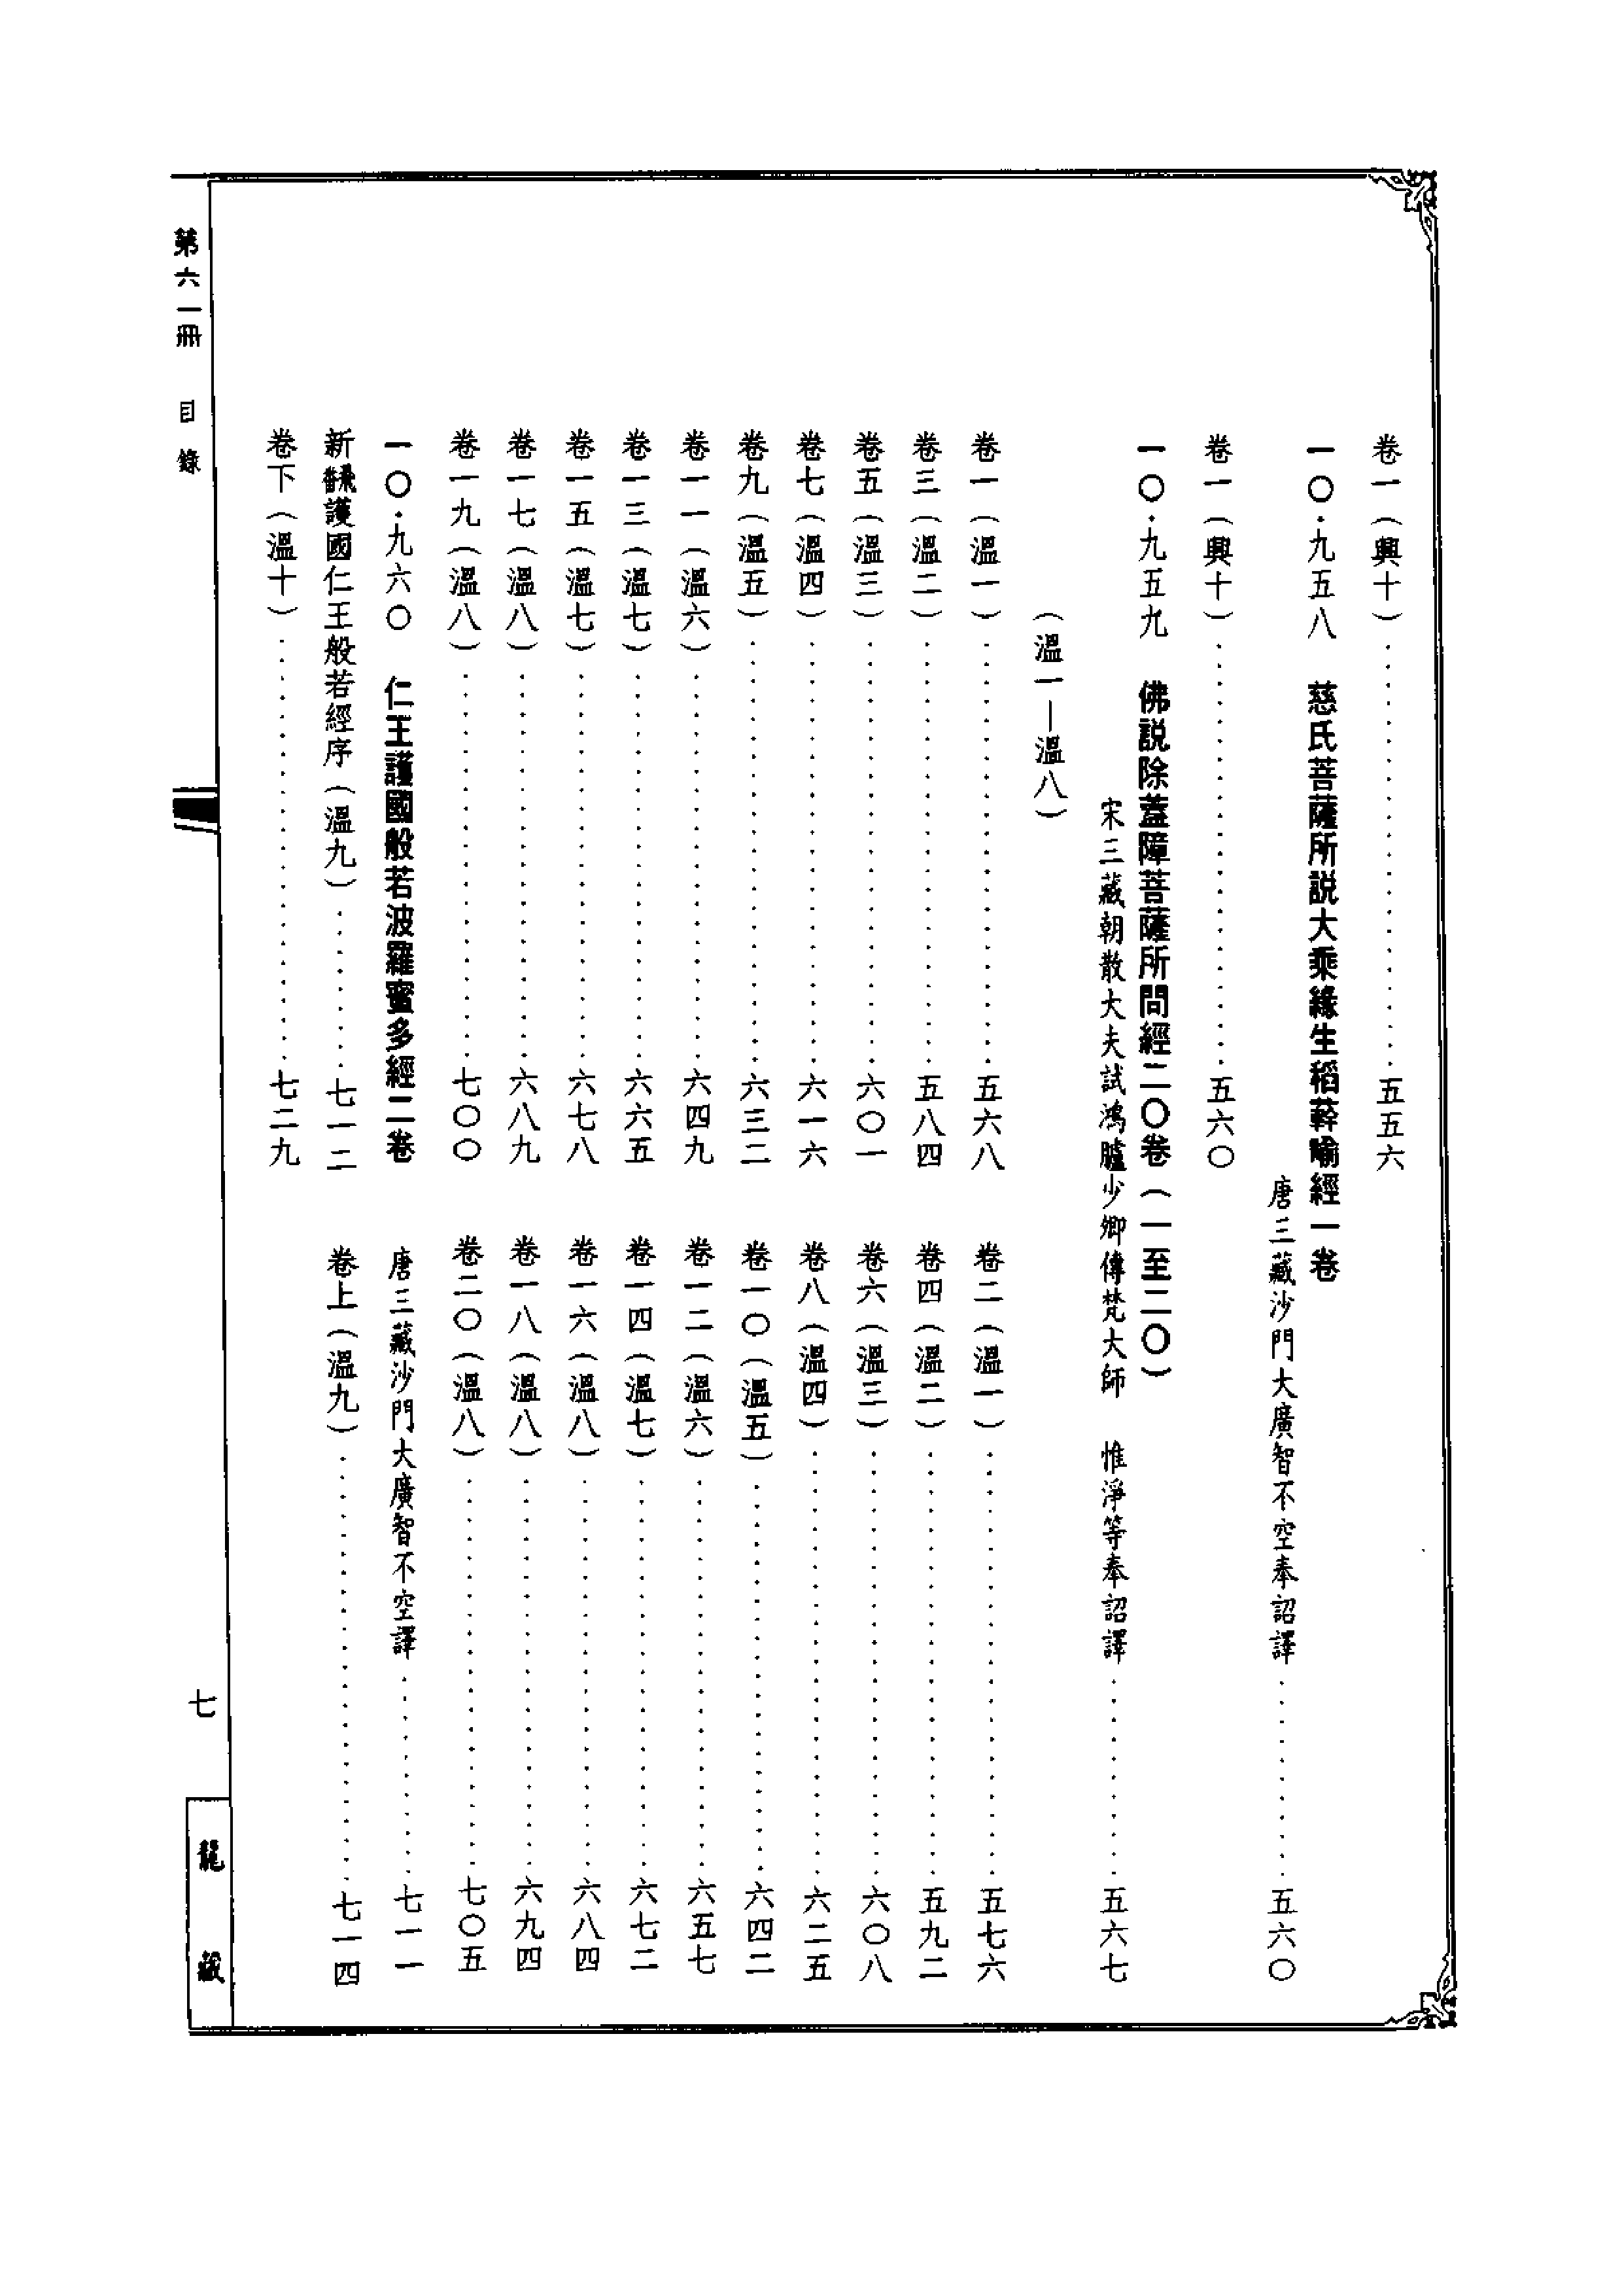 卷一（興十）……五五六
一〇·九五八　慈氏菩薩所説大乘緣生稻𦼮喻經一卷
唐三藏沙門大廣智不空奉詔譯……五六〇
卷一（興十）……五六〇
一〇·九五九　佛説除蓋障菩薩所問經二〇卷（一至二〇）
宋三藏朝散大夫試鴻臚少卿傳梵大師　惟淨等奉詔譯……五六七
（溫一—溫八）
卷一（溫一）……五六八　卷二（溫一）……五七六
卷三（溫二）……五八四　卷四（溫二）……五九二
卷五（溫三）……六〇一　卷六（溫三）……六〇八
卷七（溫四）……六一六　卷八（溫四）……六二五
卷九（溫五）……六三二　卷一〇（溫五）……六四二
卷一一（溫六）……六四九　卷一二（溫六）……六五七
卷一三（溫七）……六六五　卷一四（溫七）……六七二
卷一五（溫七）……六七八　卷一六（溫八）……六八四
卷一七（溫八）……六八九　卷一八（溫八）……六九四
卷一九（溫八）……七〇〇　卷二〇（溫八）……七〇五
一〇·九六〇　仁王護國般若波羅蜜多經二卷
唐三藏沙門大廣智不空譯……七一一
新翻護國仁王般若經序（溫九）……七一二　卷上（溫九）……七一四
卷下（溫十）……七二九
第六一冊　目錄
七
龍藏